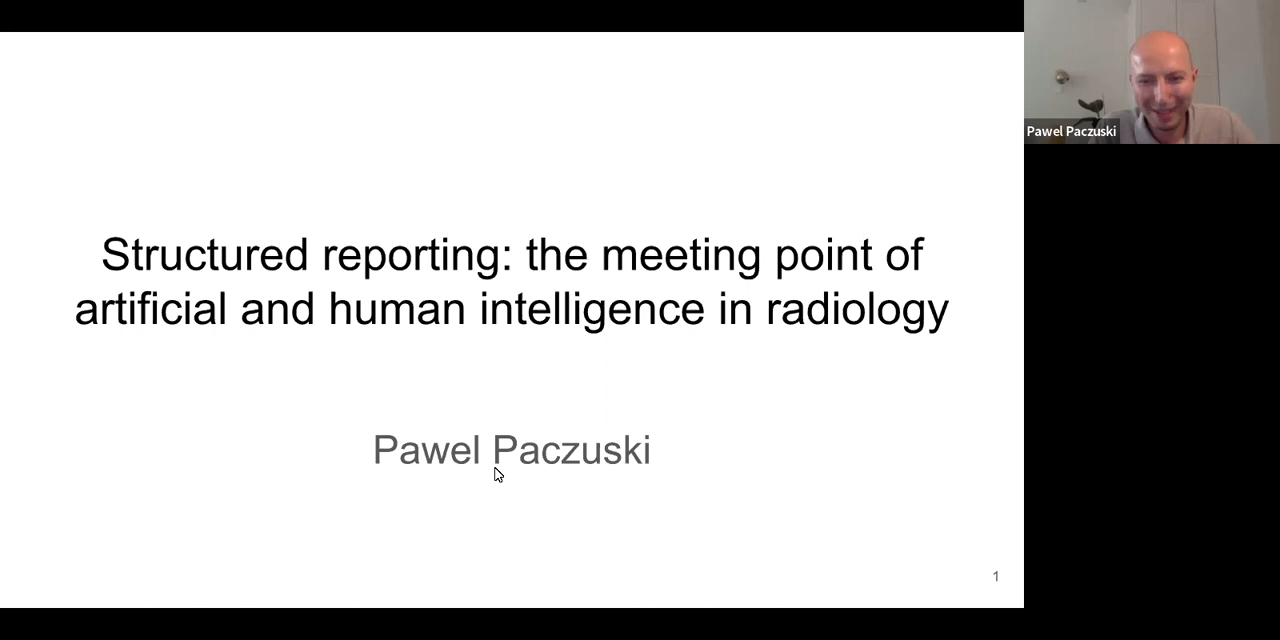 Structured reporting: the meeting point of
artificial and human intelligence in radiology
Pawel Paczuski
1
Pawel Paczuski